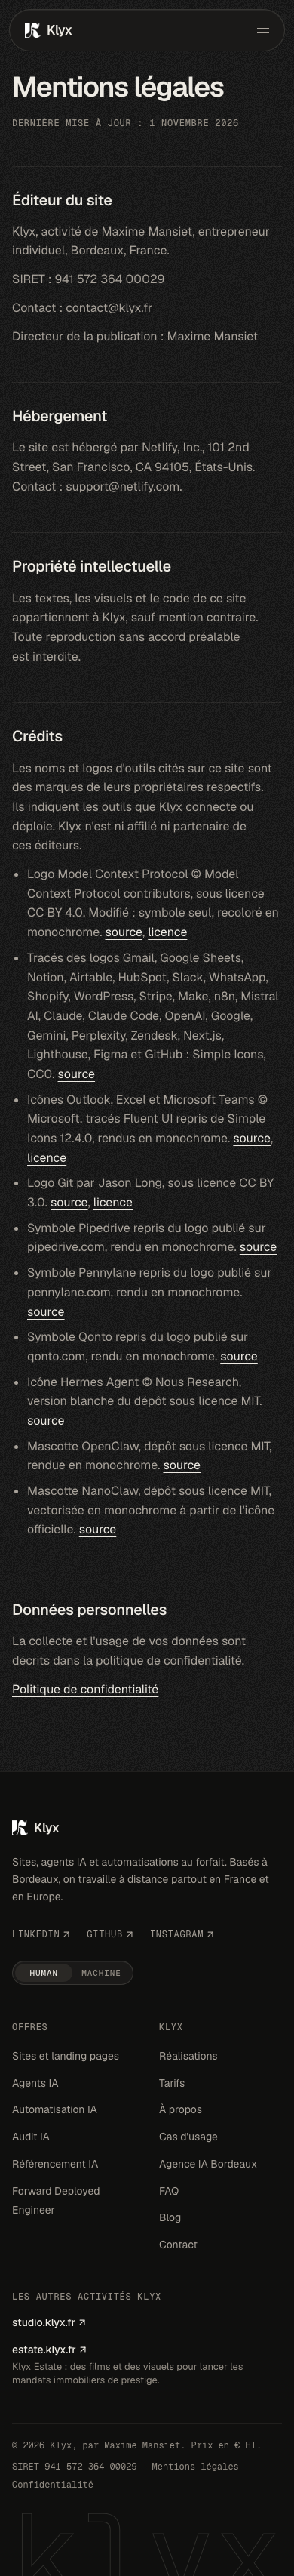 Klyx
Mentions légales
DERNIÈRE MISE À JOUR : 1 NOVEMBRE 2026
Éditeur du site
Klyx, activité de Maxime Mansiet, entrepreneur
individuel, Bordeaux, France.
SIRET : 941 572 364 00029
Contact : contact@klyx.fr
Directeur de la publication : Maxime Mansiet
Hébergement
Le site est hébergé par Netlify, Inc., 101 2nd
Street, San Francisco, CA 94105, États-Unis.
Contact : support@netlify.com.
Propriété intellectuelle
Les textes, les visuels et le code de ce site
appartiennent à Klyx, sauf mention contraire.
Toute reproduction sans accord préalable
est interdite.
Crédits
Les noms et logos d'outils cités sur ce site sont
des marques de leurs propriétaires respectifs.
Ils indiquent les outils que Klyx connecte ou
déploie. Klyx n'est ni affilié ni partenaire de
ces éditeurs.
Logo Model Context Protocol © Model
Context Protocol contributors, sous licence
CC BY 4.0. Modifié : symbole seul, recoloré en
monochrome. source, licence
Tracés des logos Gmail, Google Sheets,
Notion, Airtable, HubSpot, Slack, WhatsApp,
Shopify, WordPress, Stripe, Make, n8n, Mistral
AI, Claude, Claude Code, OpenAI, Google,
Gemini, Perplexity, Zendesk, Next.js,
Lighthouse, Figma et GitHub : Simple Icons,
CC0. source
Icônes Outlook, Excel et Microsoft Teams ©
Microsoft, tracés Fluent UI repris de Simple
Icons 12.4.0, rendus en monochrome. source,
licence
Logo Git par Jason Long, sous licence CC BY
3.0. source, licence
Symbole Pipedrive repris du logo publié sur
pipedrive.com, rendu en monochrome. source
Symbole Pennylane repris du logo publié sur
pennylane.com, rendu en monochrome.
source
Symbole Qonto repris du logo publié sur
qonto.com, rendu en monochrome. source
Icône Hermes Agent © Nous Research,
version blanche du dépôt sous licence MIT.
source
Mascotte OpenClaw, dépôt sous licence MIT,
rendue en monochrome. source
Mascotte NanoClaw, dépôt sous licence MIT,
vectorisée en monochrome à partir de l'icône
officielle. source
Données personnelles
La collecte et l'usage de vos données sont
décrits dans la politique de confidentialité.
Politique de confidentialité
Klyx
Sites, agents IA et automatisations au forfait. Basés à
Bordeaux, on travaille à distance partout en France et
en Europe.
LINKEDIN ↗ GITHUB ↗ INSTAGRAM ↗
HUMAN MACHINE
OFFRES
Sites et landing pages
Agents IA
Automatisation IA
Audit IA
Référencement IA
Forward Deployed
Engineer
KLYX
Réalisations
Tarifs
À propos
Cas d'usage
Agence IA Bordeaux
FAQ
Blog
Contact
LES AUTRES ACTIVITÉS KLYX
studio.klyx.fr ↗
estate.klyx.fr ↗
Klyx Estate : des films et des visuels pour lancer les
mandats immobiliers de prestige.
© 2026 Klyx, par Maxime Mansiet. Prix en € HT.
SIRET 941 572 364 00029 Mentions légales
Confidentialité
klyx